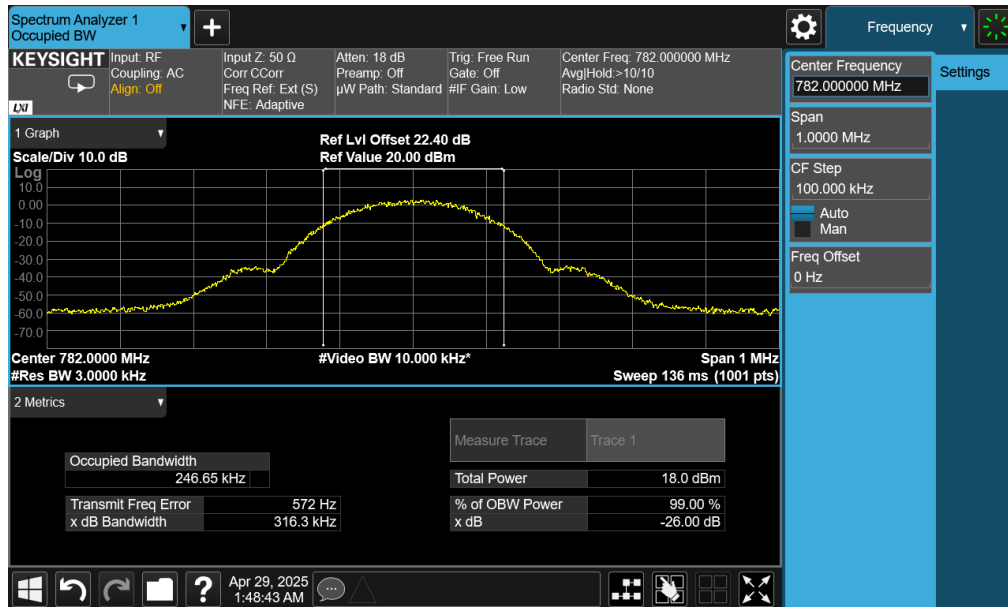 Spectrum Analyzer 1
Occupied BW
Frequency
KEYSIGHT
LXI
Input: RF
Coupling: AC
Align: Off
Input Z: 50 Ω
Corr CCorr
Freq Ref: Ext (S)
NFE: Adaptive
Atten: 18 dB
Preamp: Off
µW Path: Standard
Trig: Free Run
Gate: Off
#IF Gain: Low
Center Freq: 782.000000 MHz
Avg|Hold:>10/10
Radio Std: None
Center Frequency
782.000000 MHz
Settings
Span
1.0000 MHz
CF Step
100.000 kHz
Auto
Man
Freq Offset
0 Hz
1 Graph
Scale/Div 10.0 dB
Ref Lvl Offset 22.40 dB
Ref Value 20.00 dBm
Log
10.0
0.00
-10.0
-20.0
-30.0
-40.0
-50.0
-60.0
-70.0
Center 782.0000 MHz
#Video BW 10.000 kHz*
Span 1 MHz
#Res BW 3.0000 kHz
Sweep 136 ms (1001 pts)
2 Metrics
Measure Trace Trace 1
Occupied Bandwidth
246.65 kHz
Total Power 18.0 dBm
Transmit Freq Error 572 Hz
% of OBW Power 99.00 %
x dB Bandwidth 316.3 kHz
x dB -26.00 dB
Apr 29, 2025
1:48:43 AM